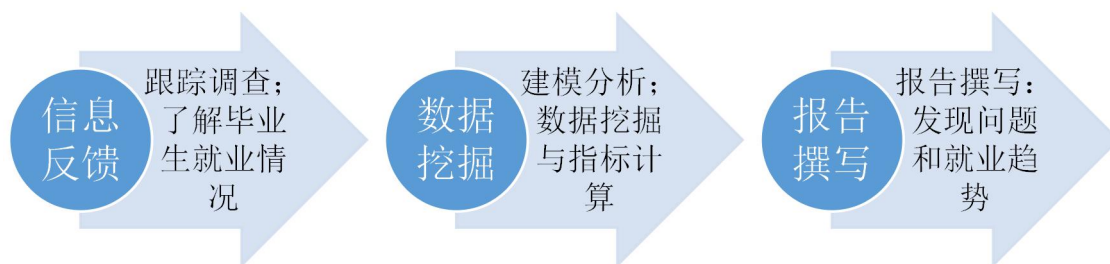 信息
反馈
跟踪调查；
了解毕业
生就业情
况
数据
挖掘
建模分析；
数据挖掘
与指标计
算
报告
撰写
报告撰写：
发现问题
和就业趋
势